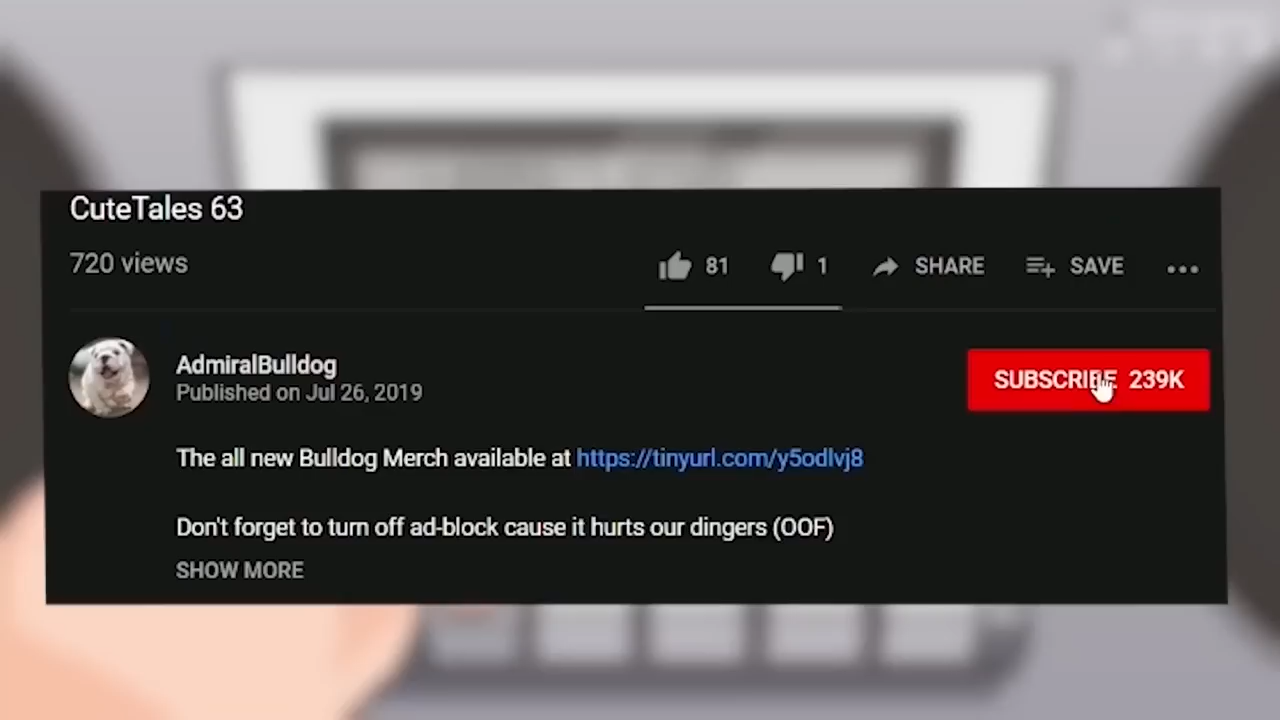 CuteTales 63
720 views
81 1 SHARE SAVE
AdmiralBulldog
Published on Jul 26, 2019
SUBSCRIBE 239K
The all new Bulldog Merch available at https://tinyurl.com/y5odlvj8
Don't forget to turn off ad-block cause it hurts our dingers (OOF)
SHOW MORE